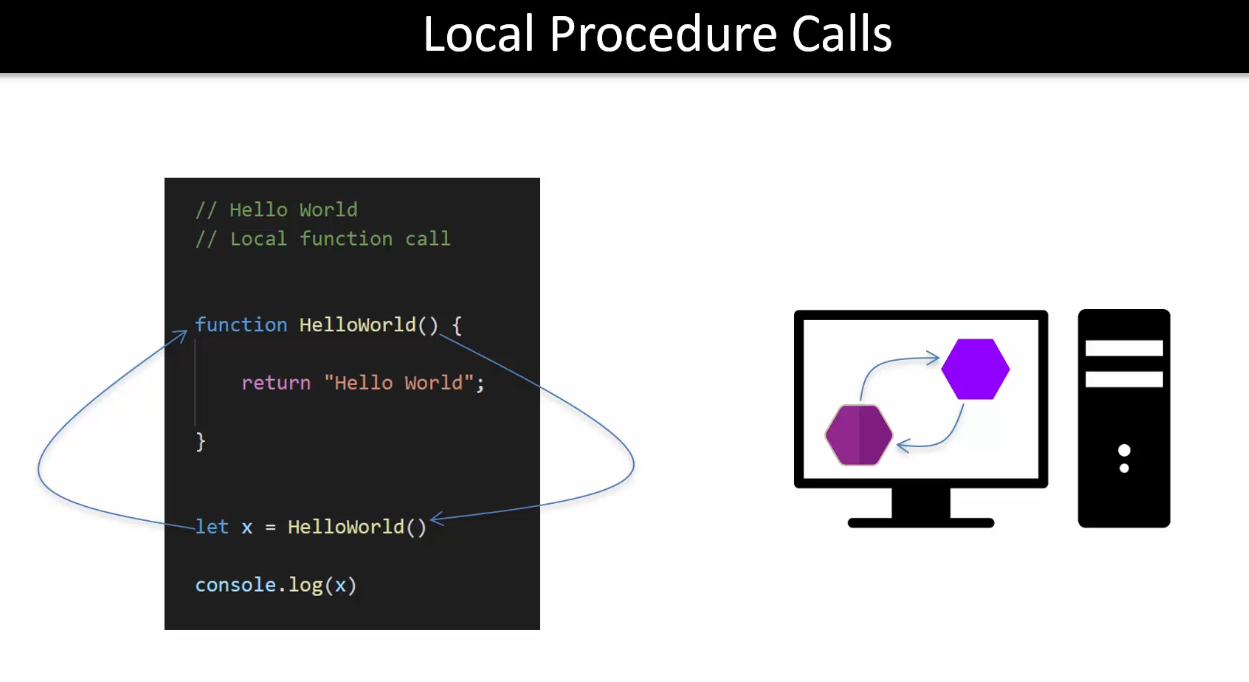 Local Procedure Calls
// Hello World
// Local function call
function HelloWorld() {
return "Hello World";
}
let x = HelloWorld()
console.log(x)